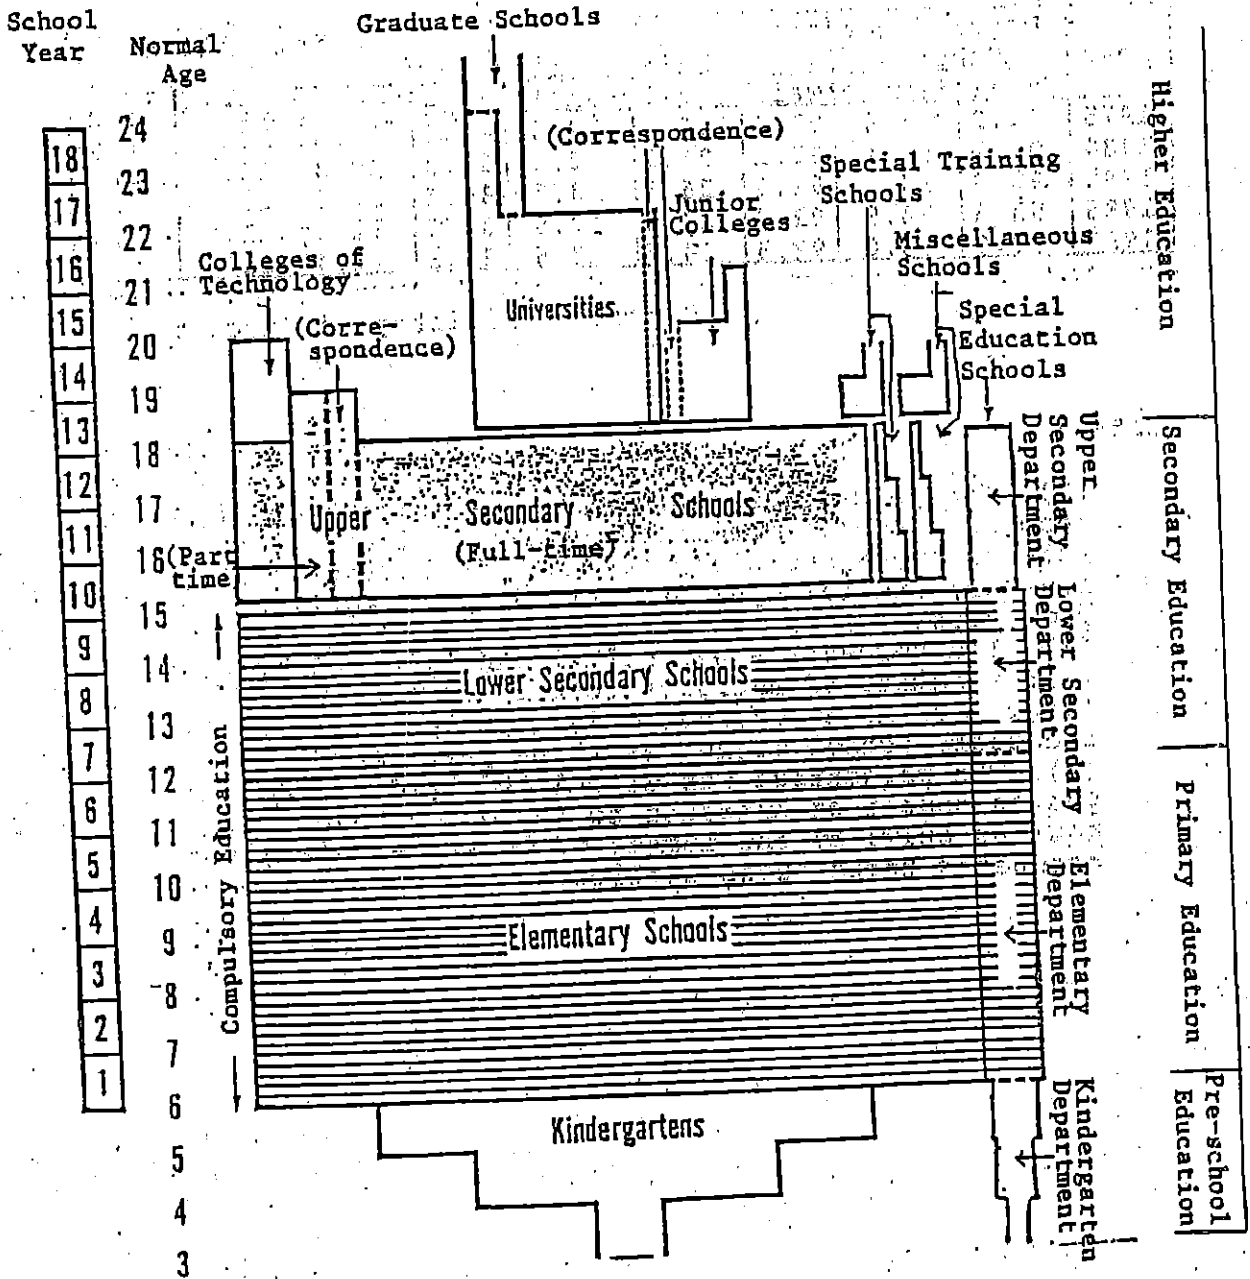 School
Year
Normal
Age
Graduate Schools
(Correspondence)
Special Training
Schools
Junior
Colleges
Miscellaneous
Schools
Colleges of
Technology
(Corre-
spondence)
Universities
Special
Education
Schools
Higher Education
24
23
22
21
20
19
18
17
16
15
14
13
12
11
10
9
8
7
6
5
4
3
18
17
16
15
14
13
12
11
10
9
8
7
6
5
4
3
2
1
Upper Secondary Schools
(Full-time)
(Part
time
Upper
Secondary
Department
Secondary Education
Lower Secondary Schools
Lower Secondary
Department
Compulsory Education
Primary Education
Elementary Schools
Elementary
Department
Kindergartens
Kindergarten
Department
Pre-school
Education